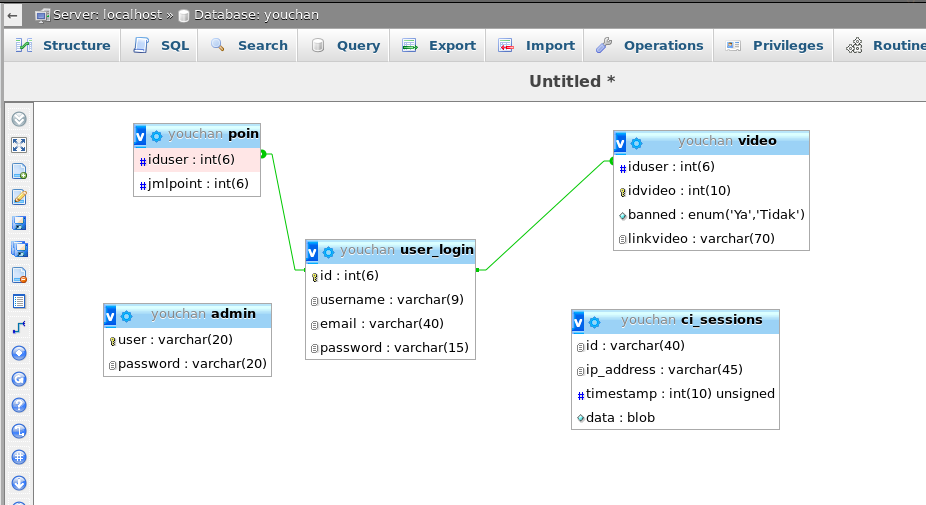 Server: localhost » Database: youchan
Structure SQL Search Query Export Import Operations Privileges Routine
Untitled *
v youchan poin
#iduser : int(6)
#jmlpoint : int(6)
v youchan video
#iduser : int(6)
idvideo : int(10)
banned : enum('Ya','Tidak')
linkvideo : varchar(70)
v youchan user_login
id : int(6)
username : varchar(9)
email : varchar(40)
password : varchar(15)
v youchan admin
user : varchar(20)
password : varchar(20)
v youchan ci_sessions
id : varchar(40)
ip_address : varchar(45)
#timestamp : int(10) unsigned
data : blob